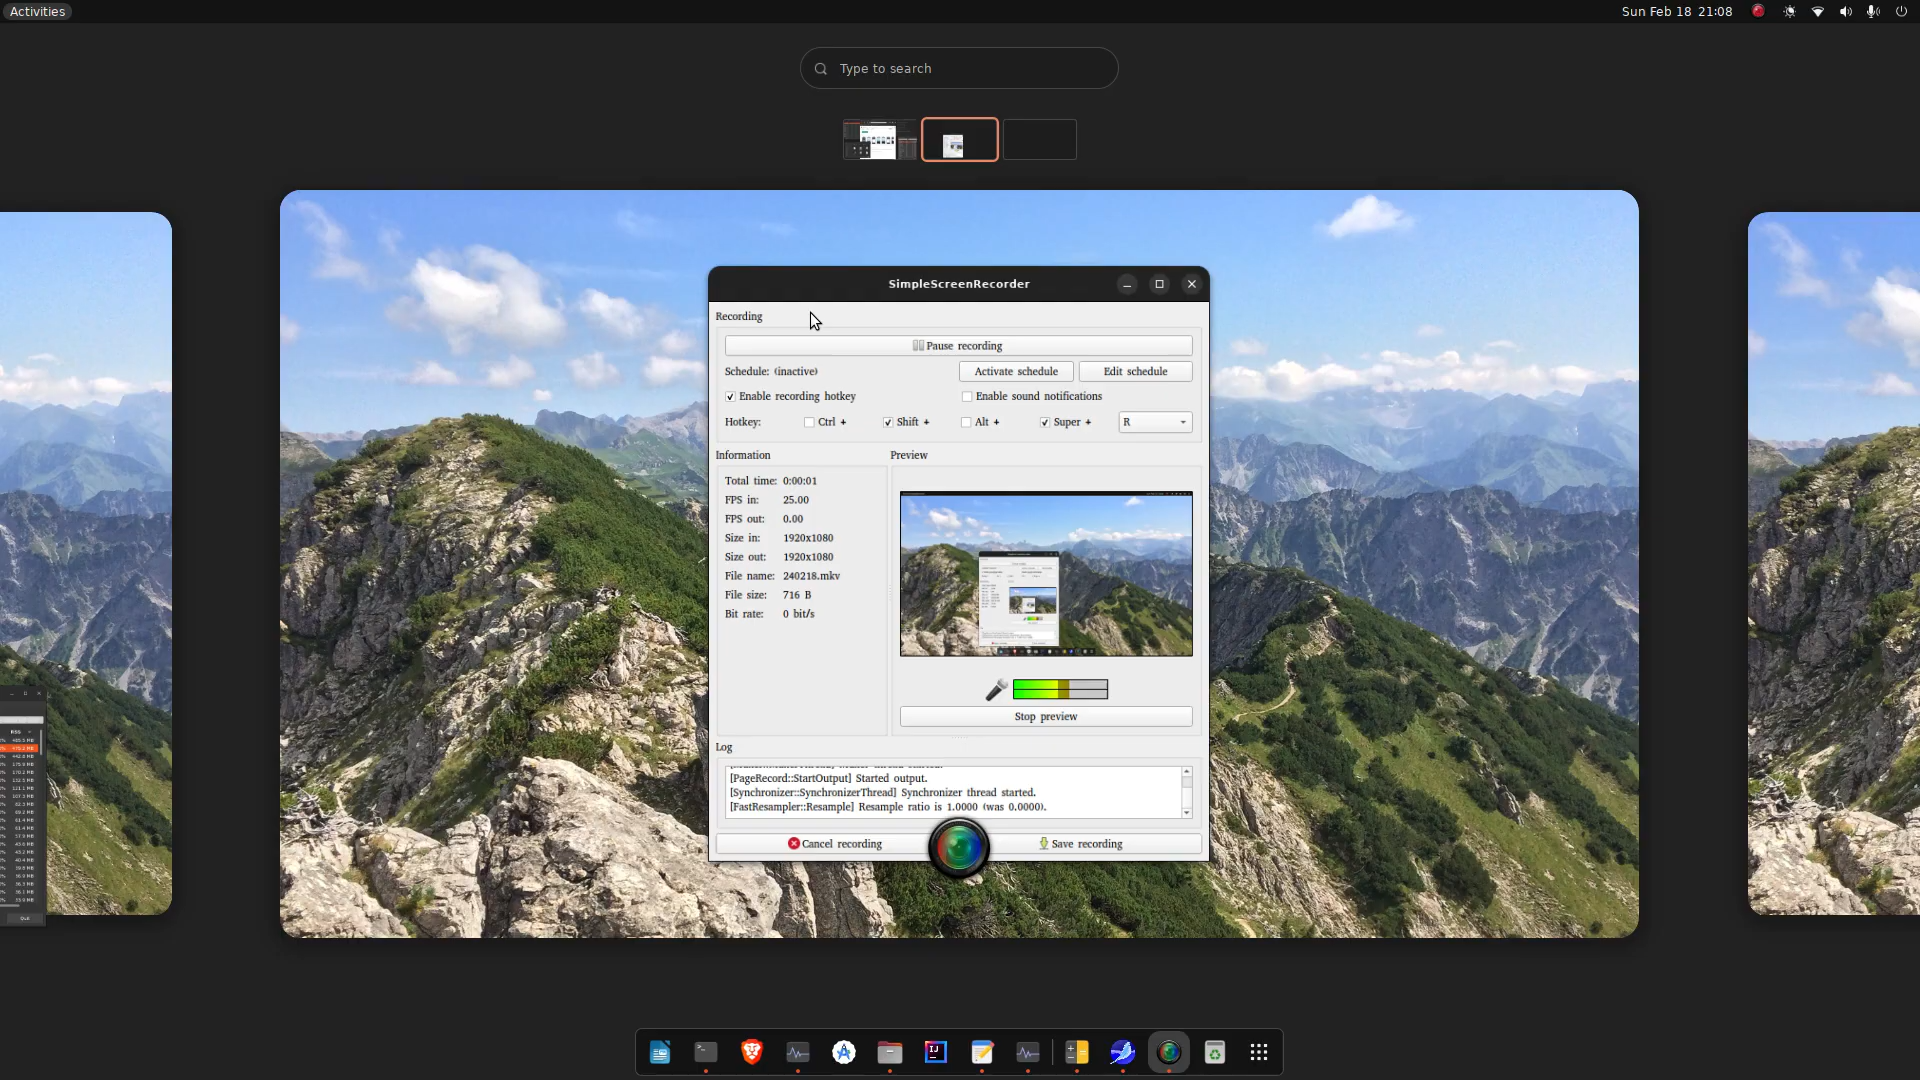 Activities
Sun Feb 18 21:08
Type to search
SimpleScreenRecorder
Recording
Pause recording
Schedule: (inactive)
Activate schedule
Edit schedule
Enable recording hotkey
Enable sound notifications
Hotkey:
Ctrl +
Shift +
Alt +
Super +
R
Information
Preview
Total time: 0:00:01
FPS in: 25.00
FPS out: 0.00
Size in: 1920x1080
Size out: 1920x1080
File name: 240218.mkv
File size: 716 B
Bit rate: 0 bit/s
Stop preview
Log
[PageRecord::StartOutput] Started output.
[Synchronizer::SynchronizerThread] Synchronizer thread started.
[FastResampler::Resample] Resample ratio is 1.0000 (was 0.0000).
Cancel recording
Save recording
RSS
IJ